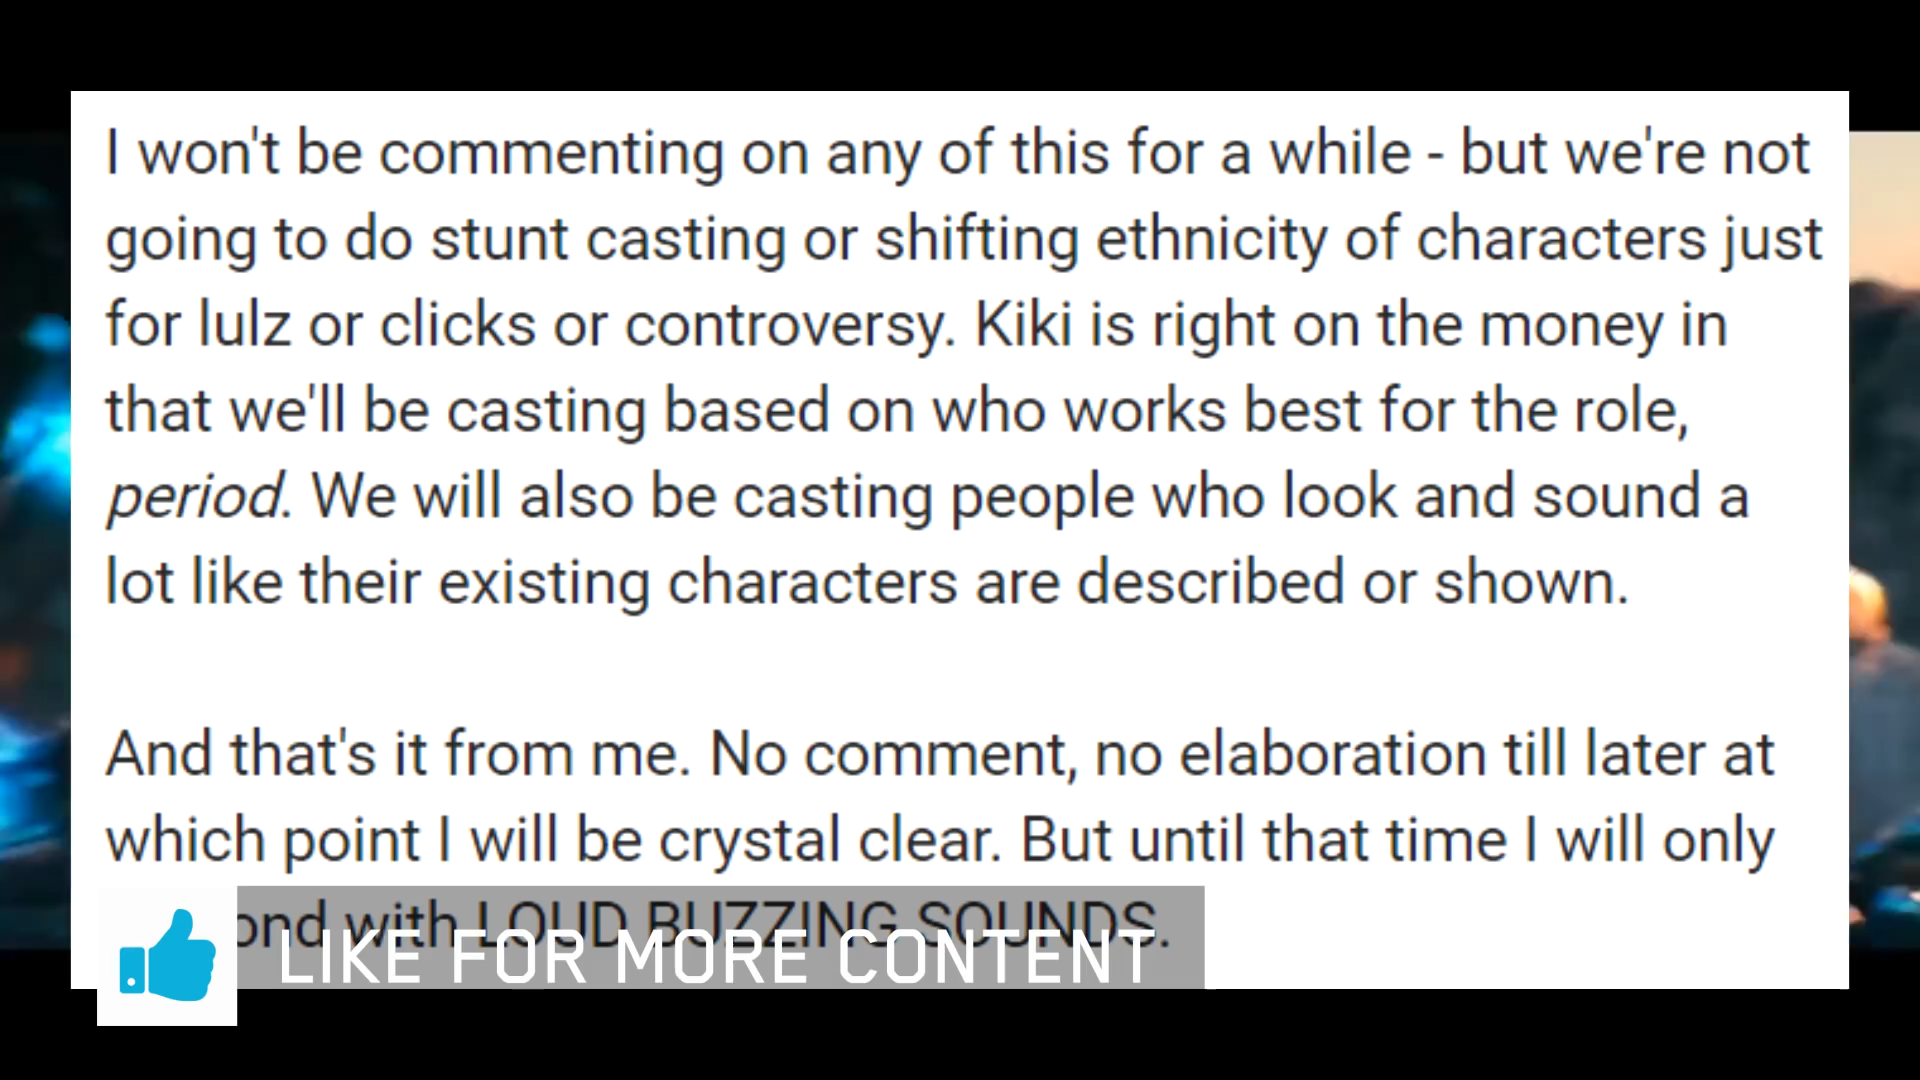 I won't be commenting on any of this for a while - but we're not
going to do stunt casting or shifting ethnicity of characters just
for lulz or clicks or controversy. Kiki is right on the money in
that we'll be casting based on who works best for the role,
period. We will also be casting people who look and sound a
lot like their existing characters are described or shown.
And that's it from me. No comment, no elaboration till later at
which point I will be crystal clear. But until that time I will only
with LOUD BUZZING SOUNDS.
LIKE FOR MORE CONTENT